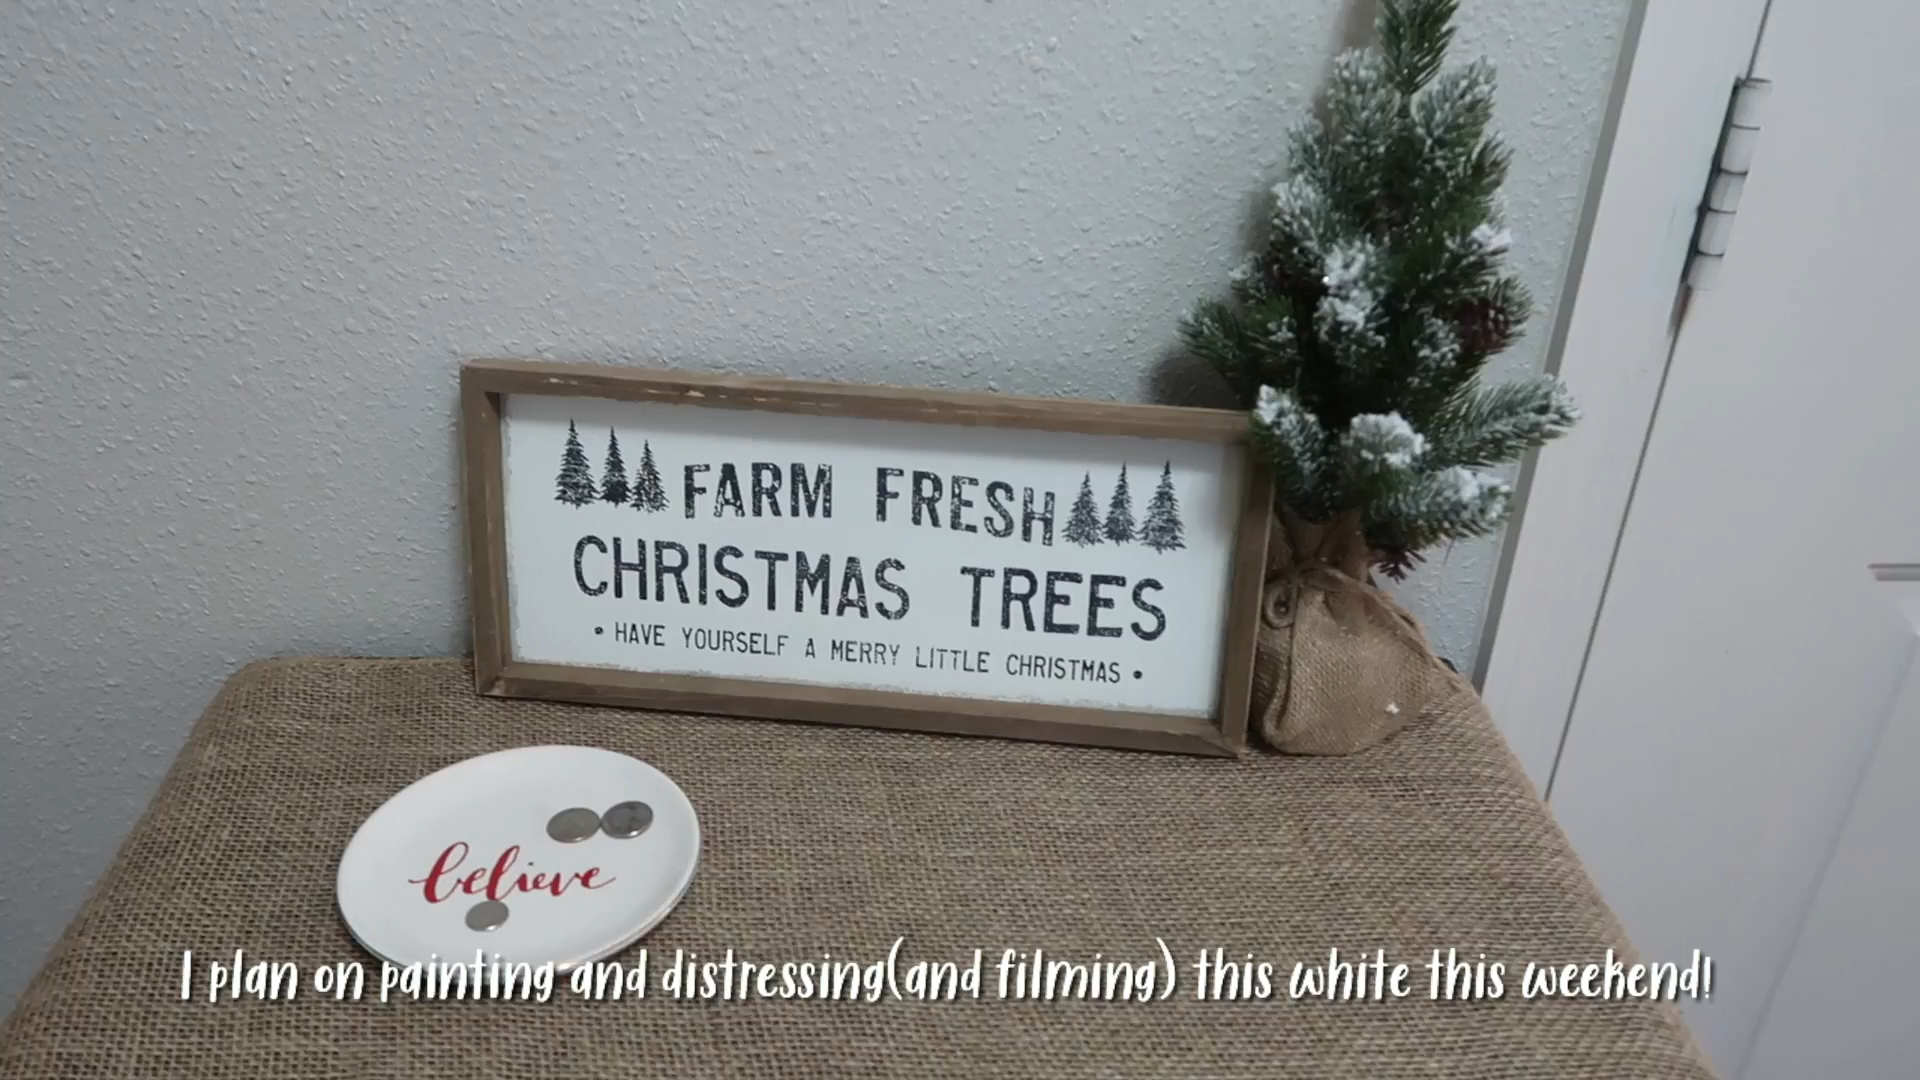 FARM FRESH
CHRISTMAS TREES
• HAVE YOURSELF A MERRY LITTLE CHRISTMAS •
believe
I plan on painting and distressing(and filming) this white this weekend!